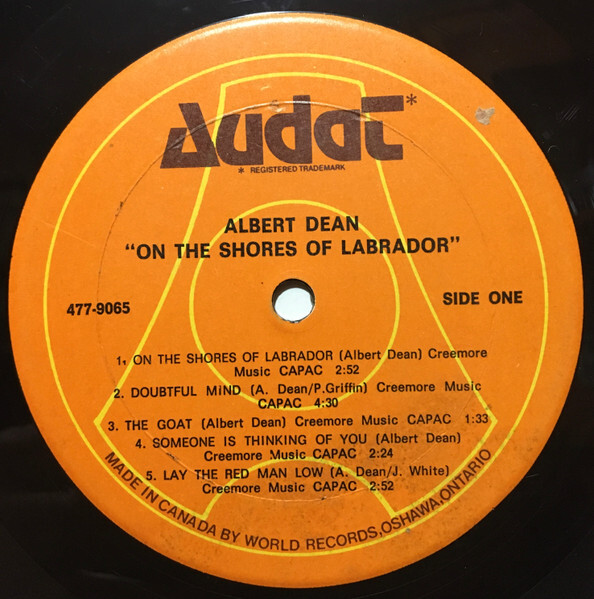 Audat*
* REGISTERED TRADEMARK
ALBERT DEAN
"ON THE SHORES OF LABRADOR"
477-9065
SIDE ONE
1, ON THE SHORES OF LABRADOR (Albert Dean) Creemore
Music CAPAC 2:52
2. DOUBTFUL MiND (A. Dean/P.Griffin) Creemore Music
CAPAC 4:30
3. THE GOAT (Albert Dean) Creemore Music CAPAC 1:33
4. SOMEONE IS THINKING OF YOU (Albert Dean)
Creemore Music CAPAC 2:24
5. LAY THE RED MAN LOW (A. Dean/J. White)
Creemore Music CAPAC 2:52
MADE IN CANADA BY WORLD RECORDS,OSHAWA,ONTARIO